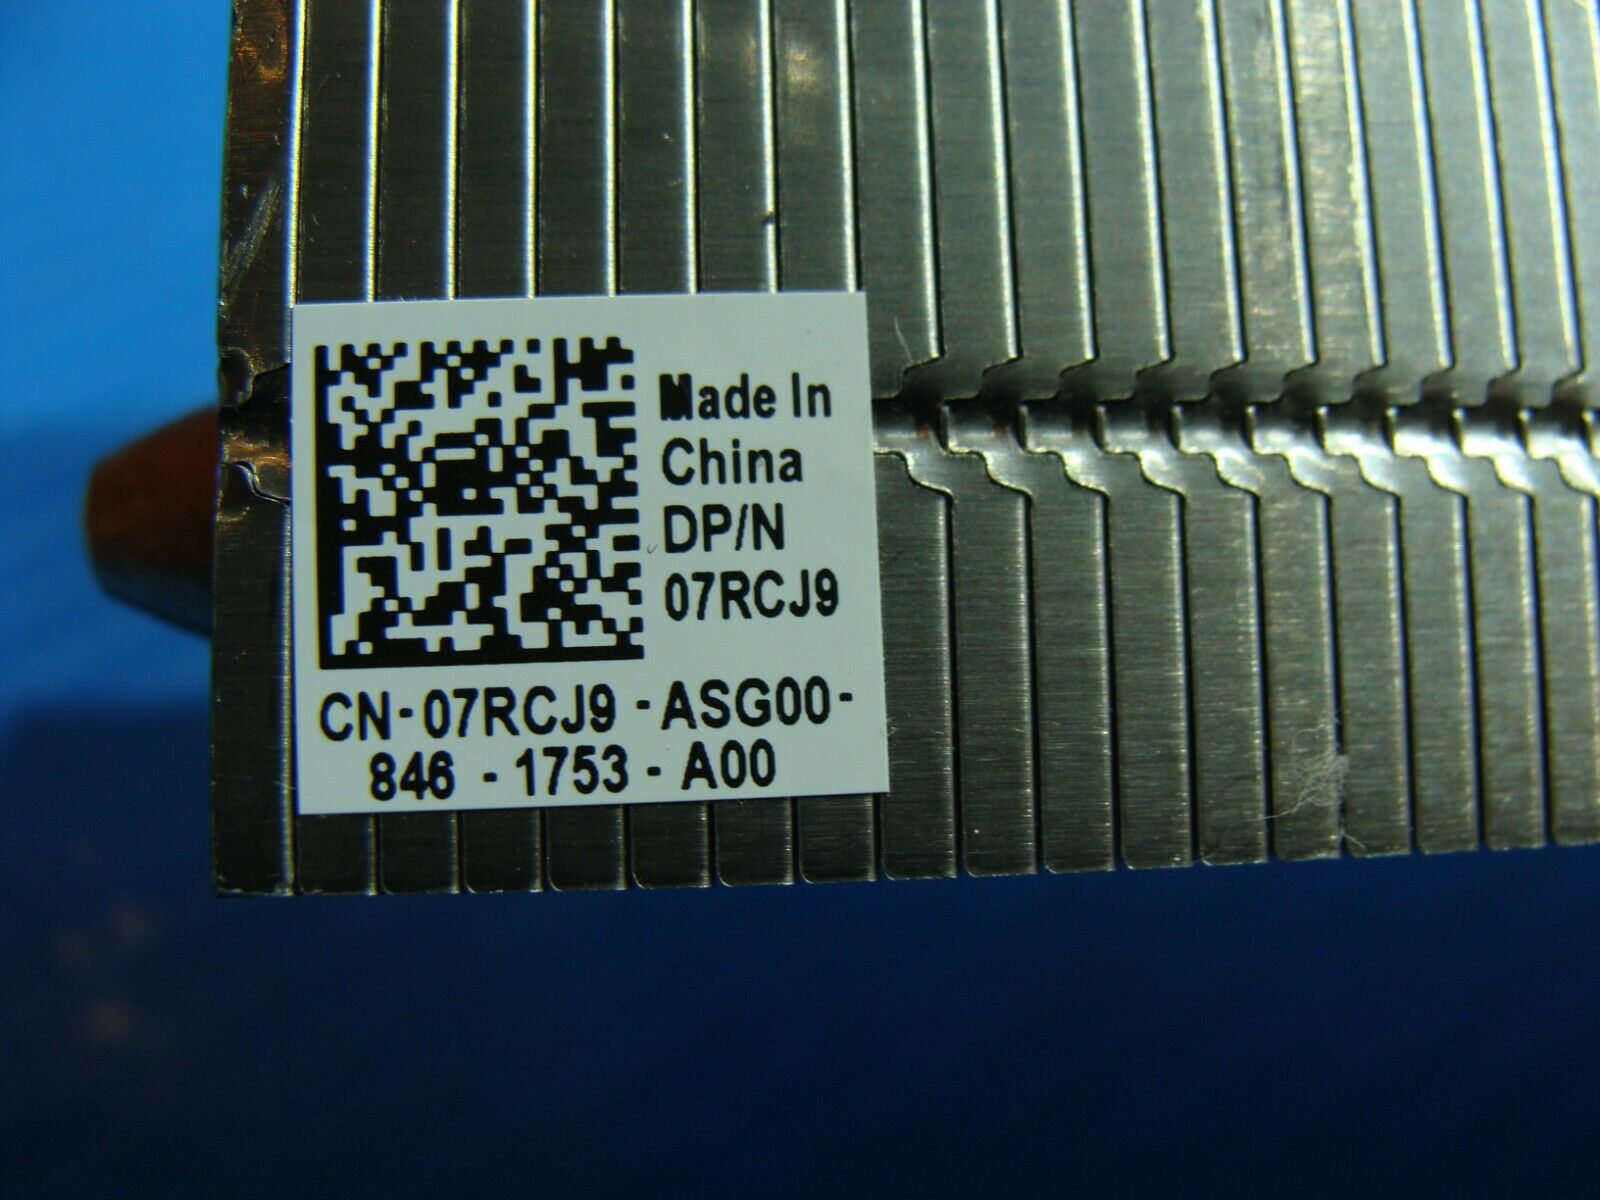 Made In
China
DP/N
07RCJ9
CN-07RCJ9-ASG00-
846-1753-A00